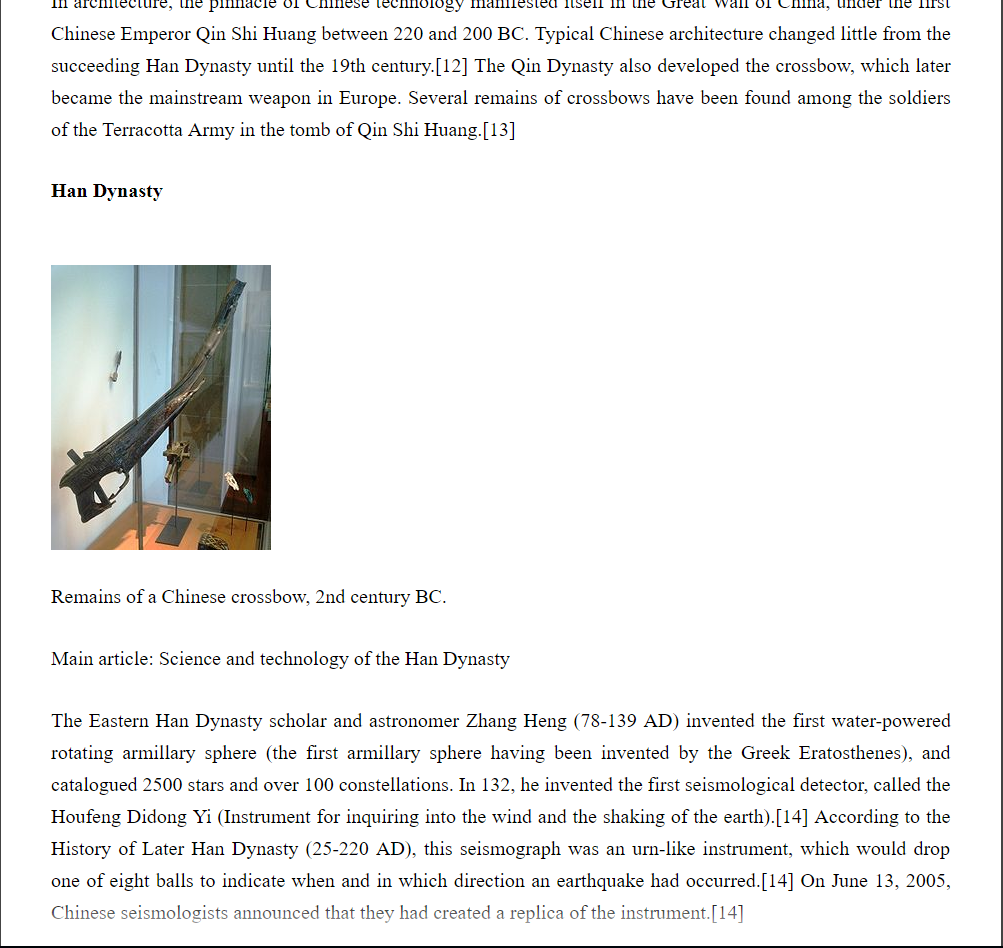 In architecture, the pinnacle of Chinese technology manifested itself in the Great Wall of China, under the first
Chinese Emperor Qin Shi Huang between 220 and 200 BC. Typical Chinese architecture changed little from the
succeeding Han Dynasty until the 19th century.[12] The Qin Dynasty also developed the crossbow, which later
became the mainstream weapon in Europe. Several remains of crossbows have been found among the soldiers
of the Terracotta Army in the tomb of Qin Shi Huang.[13]
Han Dynasty
Remains of a Chinese crossbow, 2nd century BC.
Main article: Science and technology of the Han Dynasty
The Eastern Han Dynasty scholar and astronomer Zhang Heng (78-139 AD) invented the first water-powered
rotating armillary sphere (the first armillary sphere having been invented by the Greek Eratosthenes), and
catalogued 2500 stars and over 100 constellations. In 132, he invented the first seismological detector, called the
Houfeng Didong Yi (Instrument for inquiring into the wind and the shaking of the earth).[14] According to the
History of Later Han Dynasty (25-220 AD), this seismograph was an urn-like instrument, which would drop
one of eight balls to indicate when and in which direction an earthquake had occurred.[14] On June 13, 2005,
Chinese seismologists announced that they had created a replica of the instrument.[14]